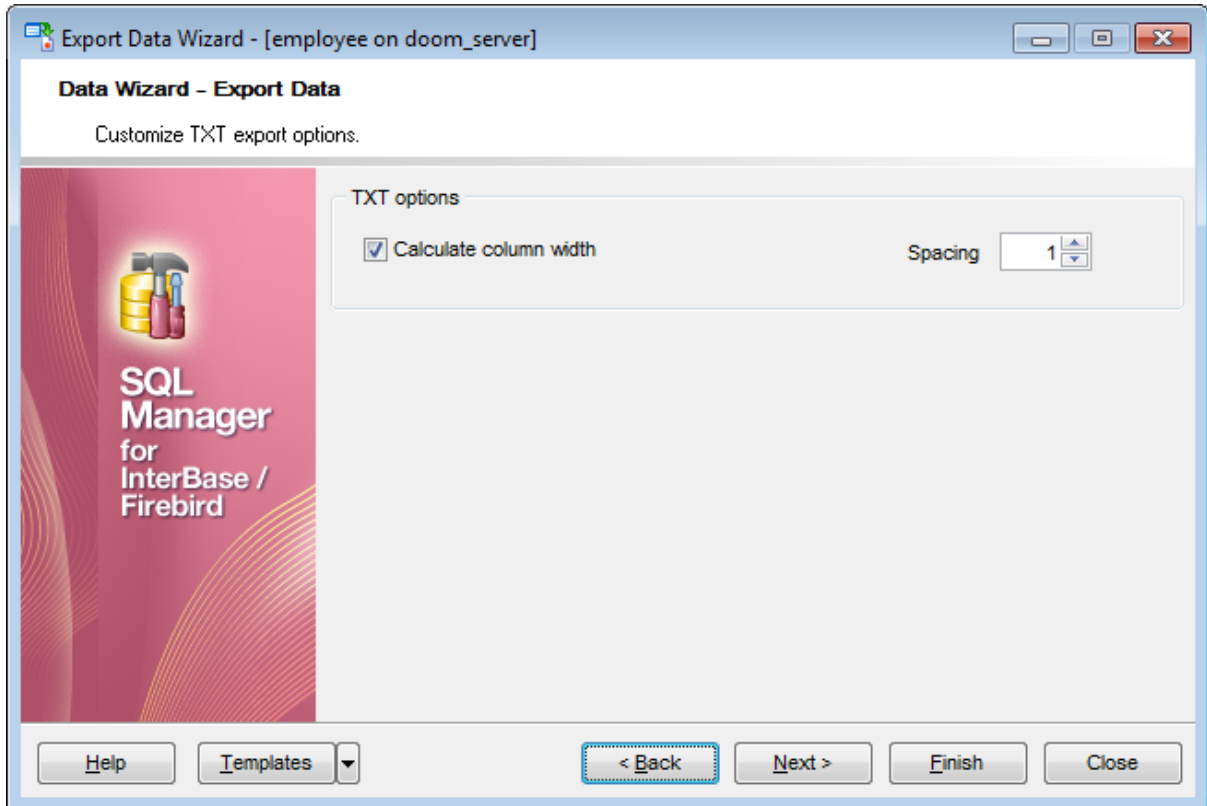 Export Data Wizard - [employee on doom_server]
Data Wizard - Export Data
Customize TXT export options.
TXT options
Calculate column width
Spacing 1
SQL
Manager
for
InterBase /
Firebird
Help Templates < Back Next > Finish Close